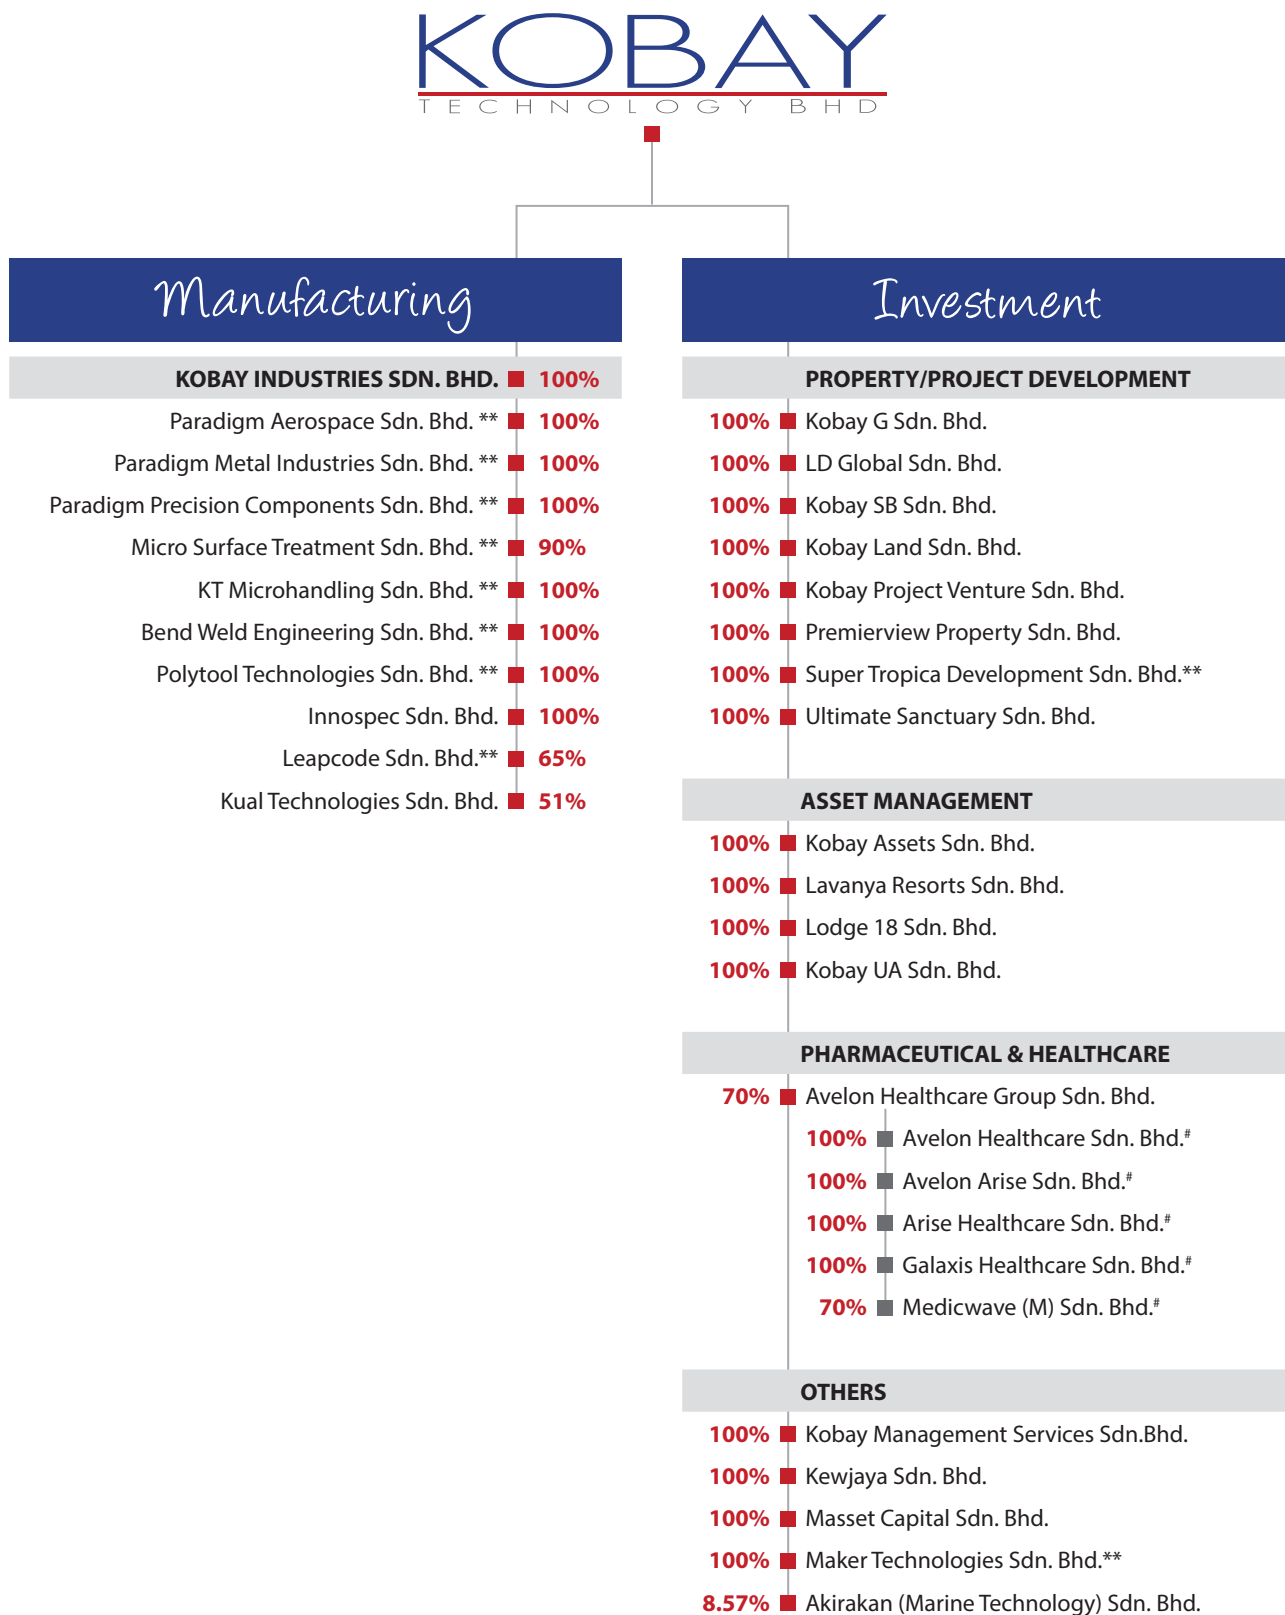 KOBAY
TECHNOLOGY BHD
Manufacturing
KOBAY INDUSTRIES SDN. BHD. 100%
Paradigm Aerospace Sdn. Bhd. ** 100%
Paradigm Metal Industries Sdn. Bhd. ** 100%
Paradigm Precision Components Sdn. Bhd. ** 100%
Micro Surface Treatment Sdn. Bhd. ** 90%
KT Microhandling Sdn. Bhd. ** 100%
Bend Weld Engineering Sdn. Bhd. ** 100%
Polytool Technologies Sdn. Bhd. ** 100%
Innospec Sdn. Bhd. 100%
Leapcode Sdn. Bhd.** 65%
Kual Technologies Sdn. Bhd. 51%
Investment
PROPERTY/PROJECT DEVELOPMENT
100% Kobay G Sdn. Bhd.
100% LD Global Sdn. Bhd.
100% Kobay SB Sdn. Bhd.
100% Kobay Land Sdn. Bhd.
100% Kobay Project Venture Sdn. Bhd.
100% Premierview Property Sdn. Bhd.
100% Super Tropica Development Sdn. Bhd.**
100% Ultimate Sanctuary Sdn. Bhd.
ASSET MANAGEMENT
100% Kobay Assets Sdn. Bhd.
100% Lavanya Resorts Sdn. Bhd.
100% Lodge 18 Sdn. Bhd.
100% Kobay UA Sdn. Bhd.
PHARMACEUTICAL & HEALTHCARE
70% Avelon Healthcare Group Sdn. Bhd.
100% Avelon Healthcare Sdn. Bhd.#
100% Avelon Arise Sdn. Bhd.#
100% Arise Healthcare Sdn. Bhd.#
100% Galaxis Healthcare Sdn. Bhd.#
70% Medicwave (M) Sdn. Bhd.#
OTHERS
100% Kobay Management Services Sdn.Bhd.
100% Kewjaya Sdn. Bhd.
100% Masset Capital Sdn. Bhd.
100% Maker Technologies Sdn. Bhd.**
8.57% Akirakan (Marine Technology) Sdn. Bhd.